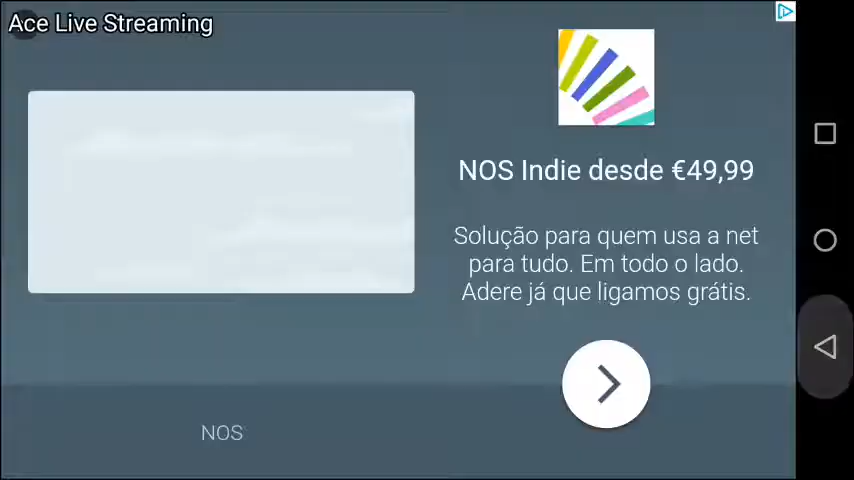 Ace Live Streaming
NOS Indie desde €49,99
Solução para quem usa a net
para tudo. Em todo o lado.
Adere já que ligamos grátis.
NOS